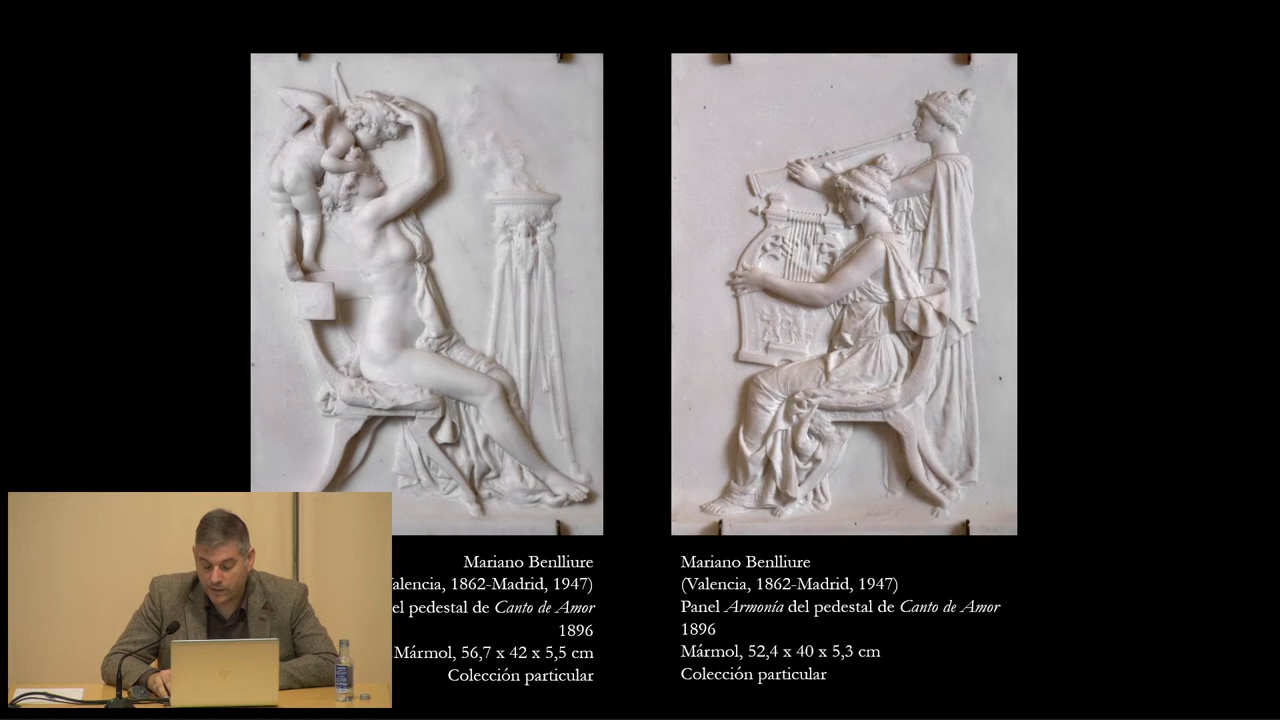 Mariano Benlliure
alencia, 1862-Madrid, 1947)
el pedestal de Canto de Amor
1896
Mármol, 56,7 x 42 x 5,5 cm
Colección particular
Mariano Benlliure
(Valencia, 1862-Madrid, 1947)
Panel Armonía del pedestal de Canto de Amor
1896
Mármol, 52,4 x 40 x 5,3 cm
Colección particular